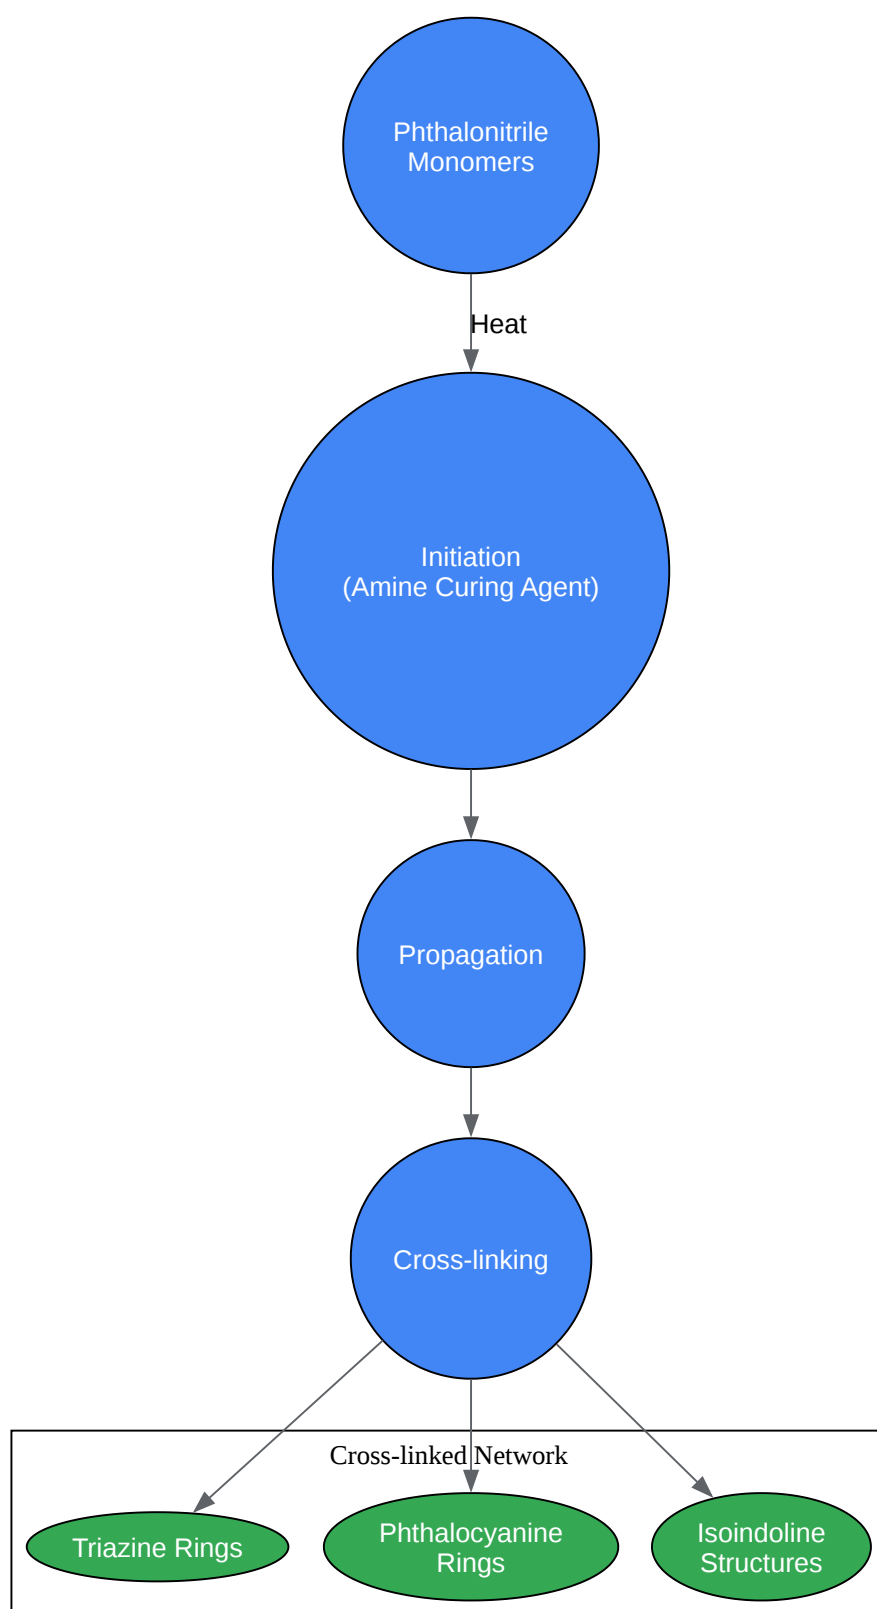 Phthalonitrile
Monomers
Heat
Initiation
(Amine Curing Agent)
Propagation
Cross-linking
Cross-linked Network
Triazine Rings
Phthalocyanine
Rings
Isoindoline
Structures